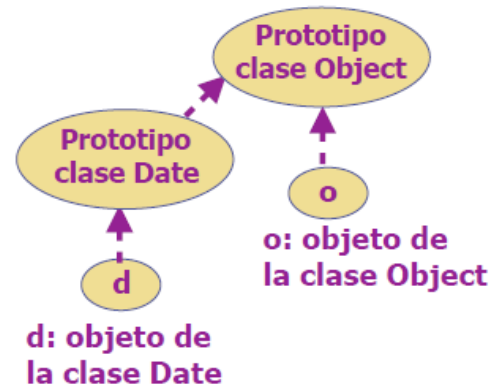 Prototipo
clase Object
Prototipo
clase Date
o
o: objeto de
la clase Object
d
d: objeto de
la clase Date